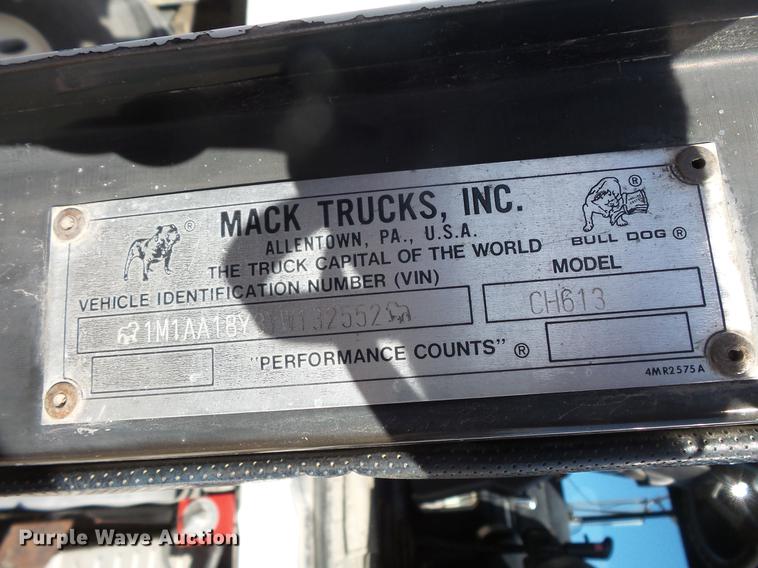 MACK TRUCKS, INC.
ALLENTOWN, PA., U.S.A.
THE TRUCK CAPITAL OF THE WORLD
BULL DOG ®
VEHICLE IDENTIFICATION NUMBER (VIN)
MODEL
CH613
"PERFORMANCE COUNTS" ®
4MR2575A
Purple Wave Auction